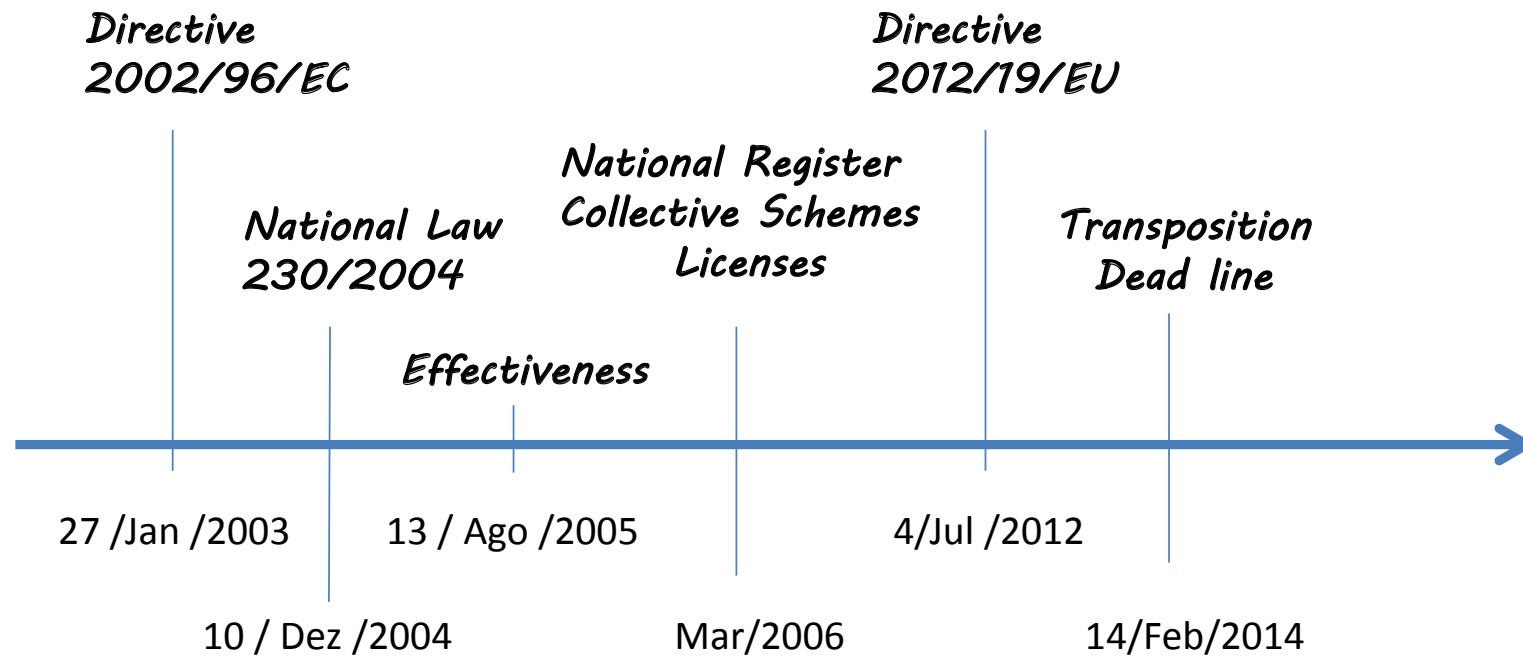 Directive
2002/96/EC
Directive
2012/19/EU
National Register
Collective Schemes
Licenses
National Law
230/2004
Transposition
Dead line
Effectiveness
27 /Jan /2003
13 / Ago /2005
4/Jul /2012
10 / Dez /2004
Mar/2006
14/Feb/2014